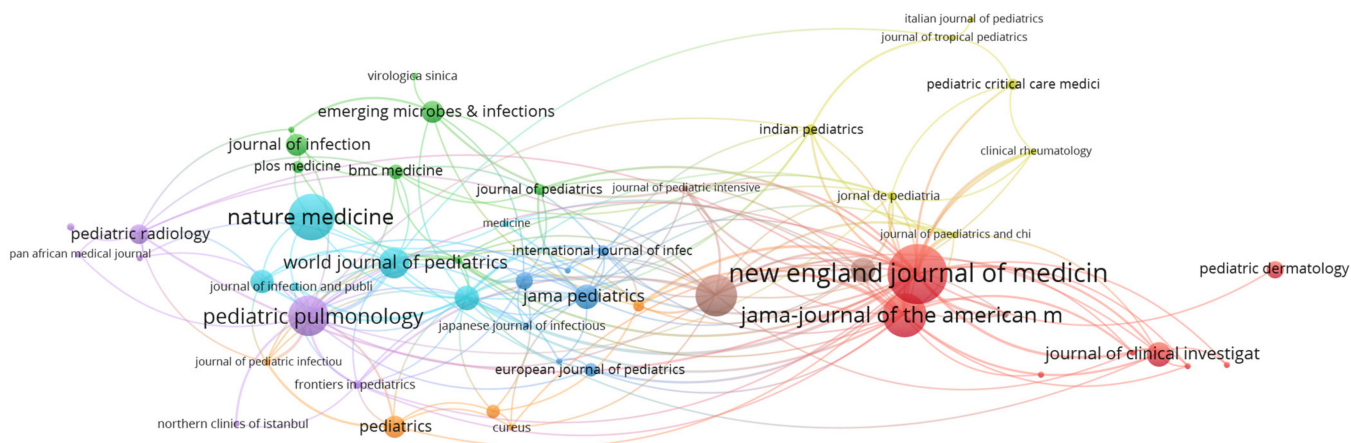 italian journal of pediatrics
journal of tropical pediatrics
virologica sinica
pediatric critical care medici
emerging microbes & infections
indian pediatrics
journal of infection
clinical rheumatology
plos medicine
bmc medicine
journal of pediatrics
journal of pediatric intensive
jornal de pediatria
nature medicine
medicine
pediatric radiology
journal of paediatrics and chi
pan african medical journal
international journal of infec
world journal of pediatrics
new england journal of medicin
pediatric dermatology
journal of infection and publi
jama pediatrics
pediatric pulmonology
jama-journal of the american m
japanese journal of infectious
journal of clinical investigat
journal of pediatric infectiou
european journal of pediatrics
frontiers in pediatrics
northern clinics of istanbul
pediatrics
cureus